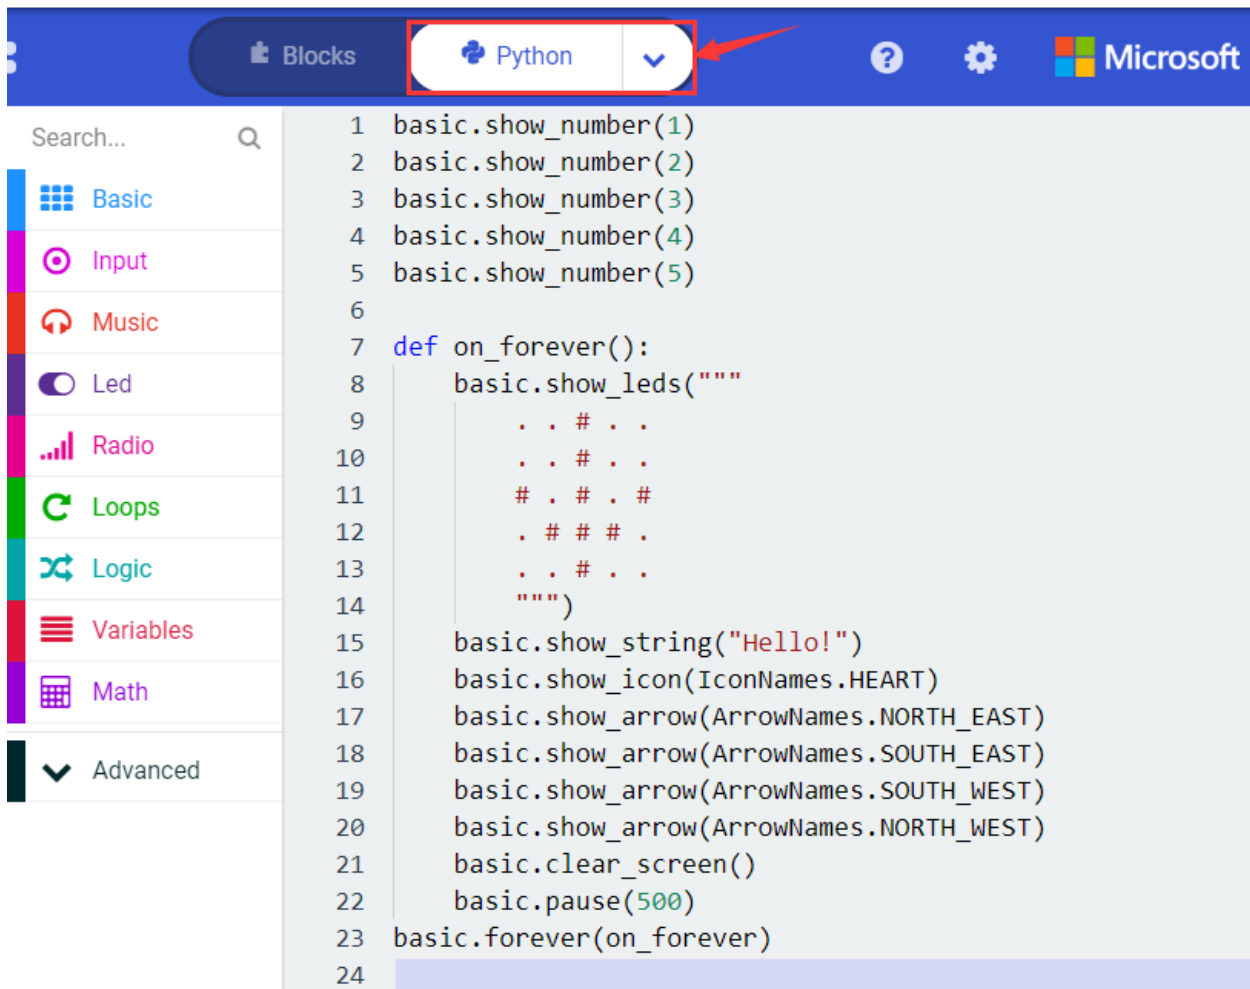 Blocks
Python
Microsoft
Search...
Basic
Input
Music
Led
Radio
Loops
Logic
Variables
Math
Advanced
1 basic.show_number(1)
2 basic.show_number(2)
3 basic.show_number(3)
4 basic.show_number(4)
5 basic.show_number(5)
6
7 def on_forever():
8     basic.show_leds("""
9         . . # . .
10         . . # . .
11         # . # . #
12         . # # # .
13         . . # . .
14         """)
15     basic.show_string("Hello!")
16     basic.show_icon(IconNames.HEART)
17     basic.show_arrow(ArrowNames.NORTH_EAST)
18     basic.show_arrow(ArrowNames.SOUTH_EAST)
19     basic.show_arrow(ArrowNames.SOUTH_WEST)
20     basic.show_arrow(ArrowNames.NORTH_WEST)
21     basic.clear_screen()
22     basic.pause(500)
23 basic.forever(on_forever)
24